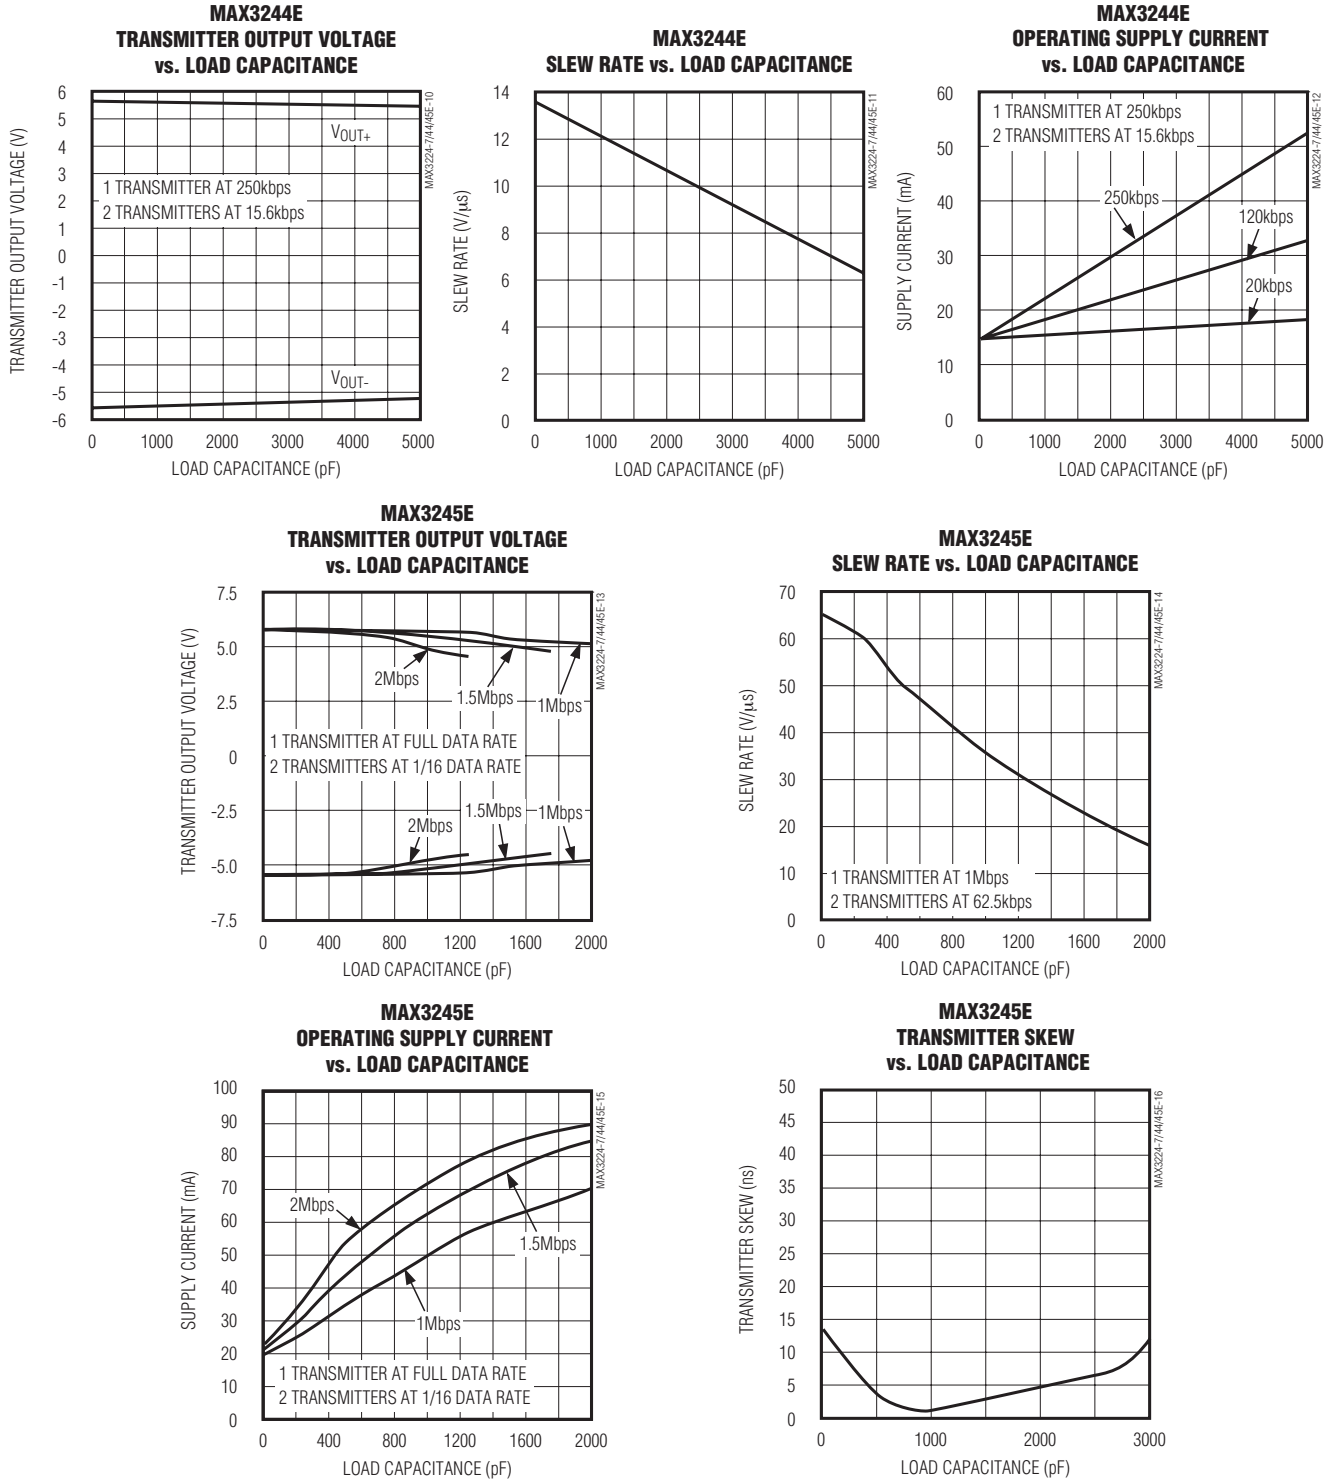 MAX3244E
TRANSMITTER OUTPUT VOLTAGE
vs. LOAD CAPACITANCE
TRANSMITTER OUTPUT VOLTAGE (V)
6
5
4
3
2
1
0
-1
-2
-3
-4
-5
-6
VOUT+
1 TRANSMITTER AT 250kbps
2 TRANSMITTERS AT 15.6kbps
VOUT-
0 1000 2000 3000 4000 5000
LOAD CAPACITANCE (pF)
MAX3224-7/44/45E-10
MAX3244E
SLEW RATE vs. LOAD CAPACITANCE
SLEW RATE (V/μs)
14
12
10
8
6
4
2
0
0 1000 2000 3000 4000 5000
LOAD CAPACITANCE (pF)
MAX3224-7/44/45E-11
MAX3244E
OPERATING SUPPLY CURRENT
vs. LOAD CAPACITANCE
SUPPLY CURRENT (mA)
60
50
40
30
20
10
0
1 TRANSMITTER AT 250kbps
2 TRANSMITTERS AT 15.6kbps
250kbps
120kbps
20kbps
0 1000 2000 3000 4000 5000
LOAD CAPACITANCE (pF)
MAX3224-7/44/45E-12
MAX3245E
TRANSMITTER OUTPUT VOLTAGE
vs. LOAD CAPACITANCE
TRANSMITTER OUTPUT VOLTAGE (V)
7.5
5.0
2.5
0
-2.5
-5.0
-7.5
2Mbps
1.5Mbps
1Mbps
1 TRANSMITTER AT FULL DATA RATE
2 TRANSMITTERS AT 1/16 DATA RATE
2Mbps
1.5Mbps
1Mbps
0 400 800 1200 1600 2000
LOAD CAPACITANCE (pF)
MAX3224-7/44/45E-13
MAX3245E
SLEW RATE vs. LOAD CAPACITANCE
SLEW RATE (V/μs)
70
60
50
40
30
20
10
0
1 TRANSMITTER AT 1Mbps
2 TRANSMITTERS AT 62.5kbps
0 400 800 1200 1600 2000
LOAD CAPACITANCE (pF)
MAX3224-7/44/45E-14
MAX3245E
OPERATING SUPPLY CURRENT
vs. LOAD CAPACITANCE
SUPPLY CURRENT (mA)
100
90
80
70
60
50
40
30
20
10
0
2Mbps
1.5Mbps
1Mbps
1 TRANSMITTER AT FULL DATA RATE
2 TRANSMITTERS AT 1/16 DATA RATE
0 400 800 1200 1600 2000
LOAD CAPACITANCE (pF)
MAX3224-7/44/45E-15
MAX3245E
TRANSMITTER SKEW
vs. LOAD CAPACITANCE
TRANSMITTER SKEW (ns)
50
45
40
35
30
25
20
15
10
5
0
0 1000 2000 3000
LOAD CAPACITANCE (pF)
MAX3224-7/44/45E-16